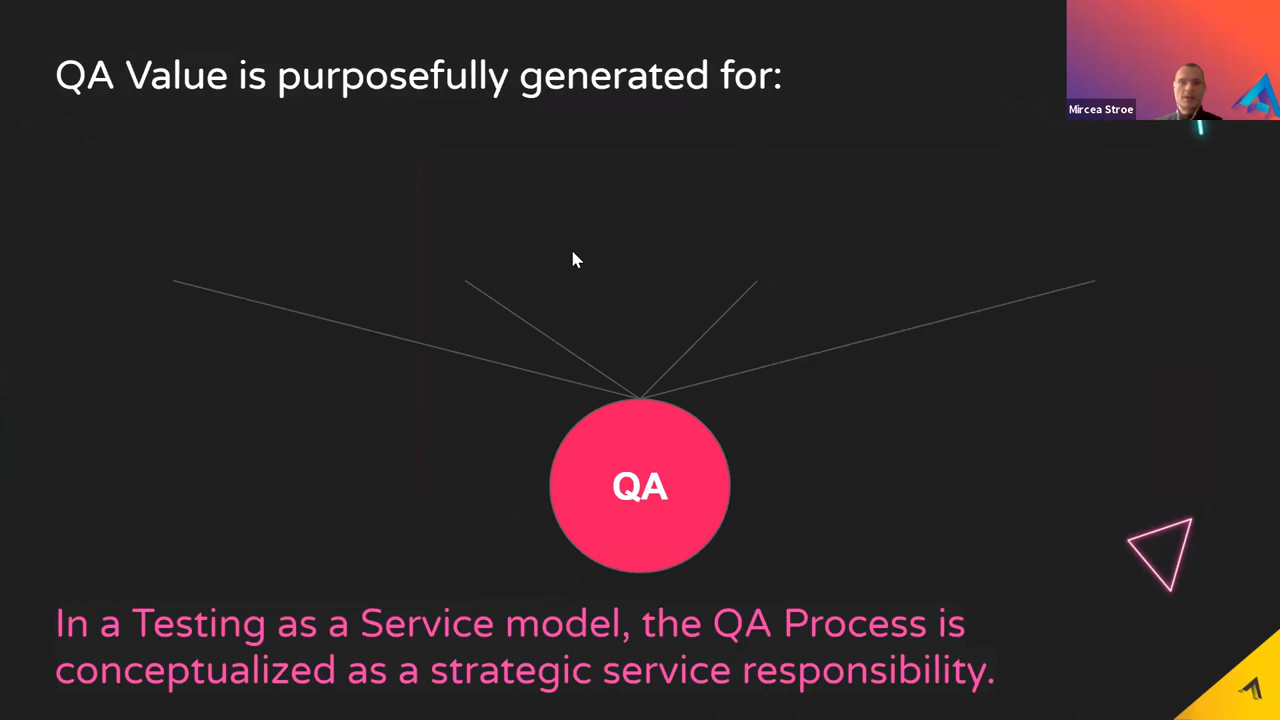 QA Value is purposefully generated for:
Mircea Stroe
QA
In a Testing as a Service model, the QA Process is
conceptualized as a strategic service responsibility.